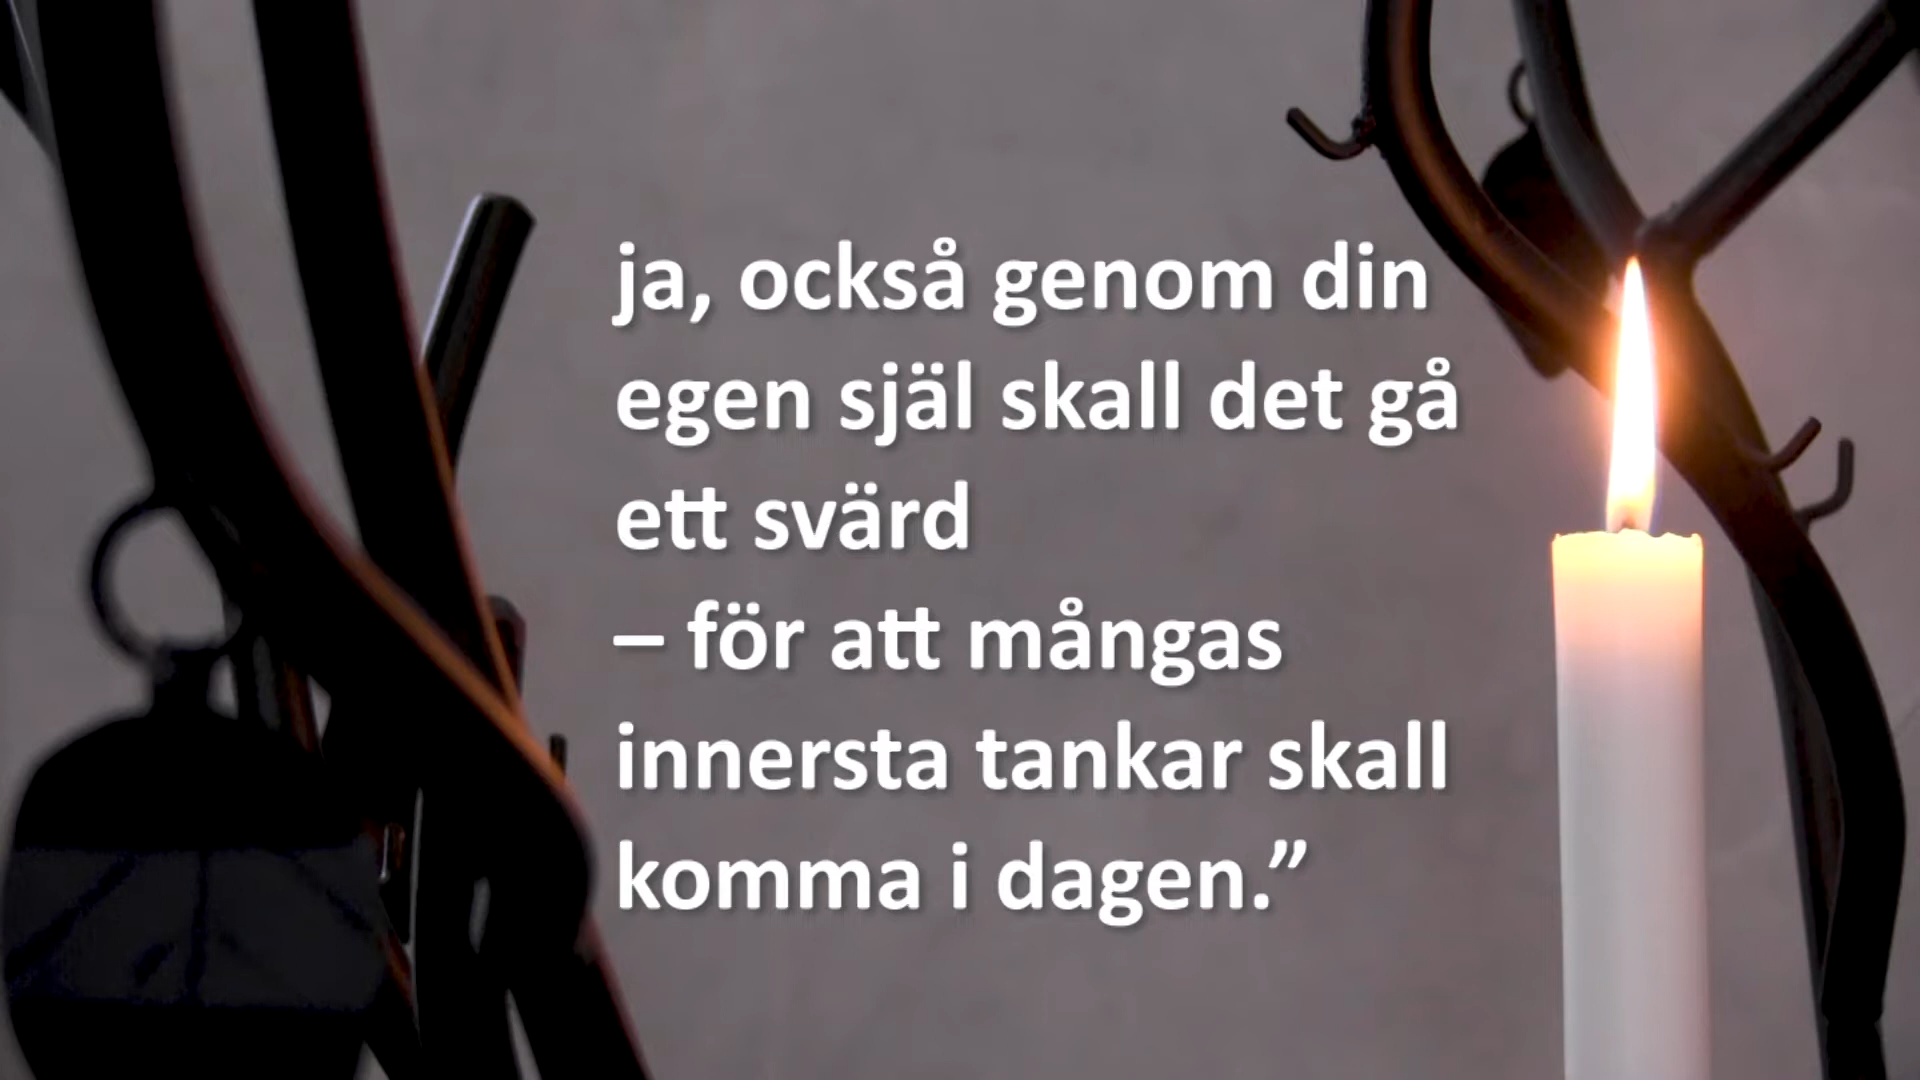 ja, också genom din
egen själ skall det gå
ett svärd
– för att mångas
innersta tankar skall
komma i dagen.”